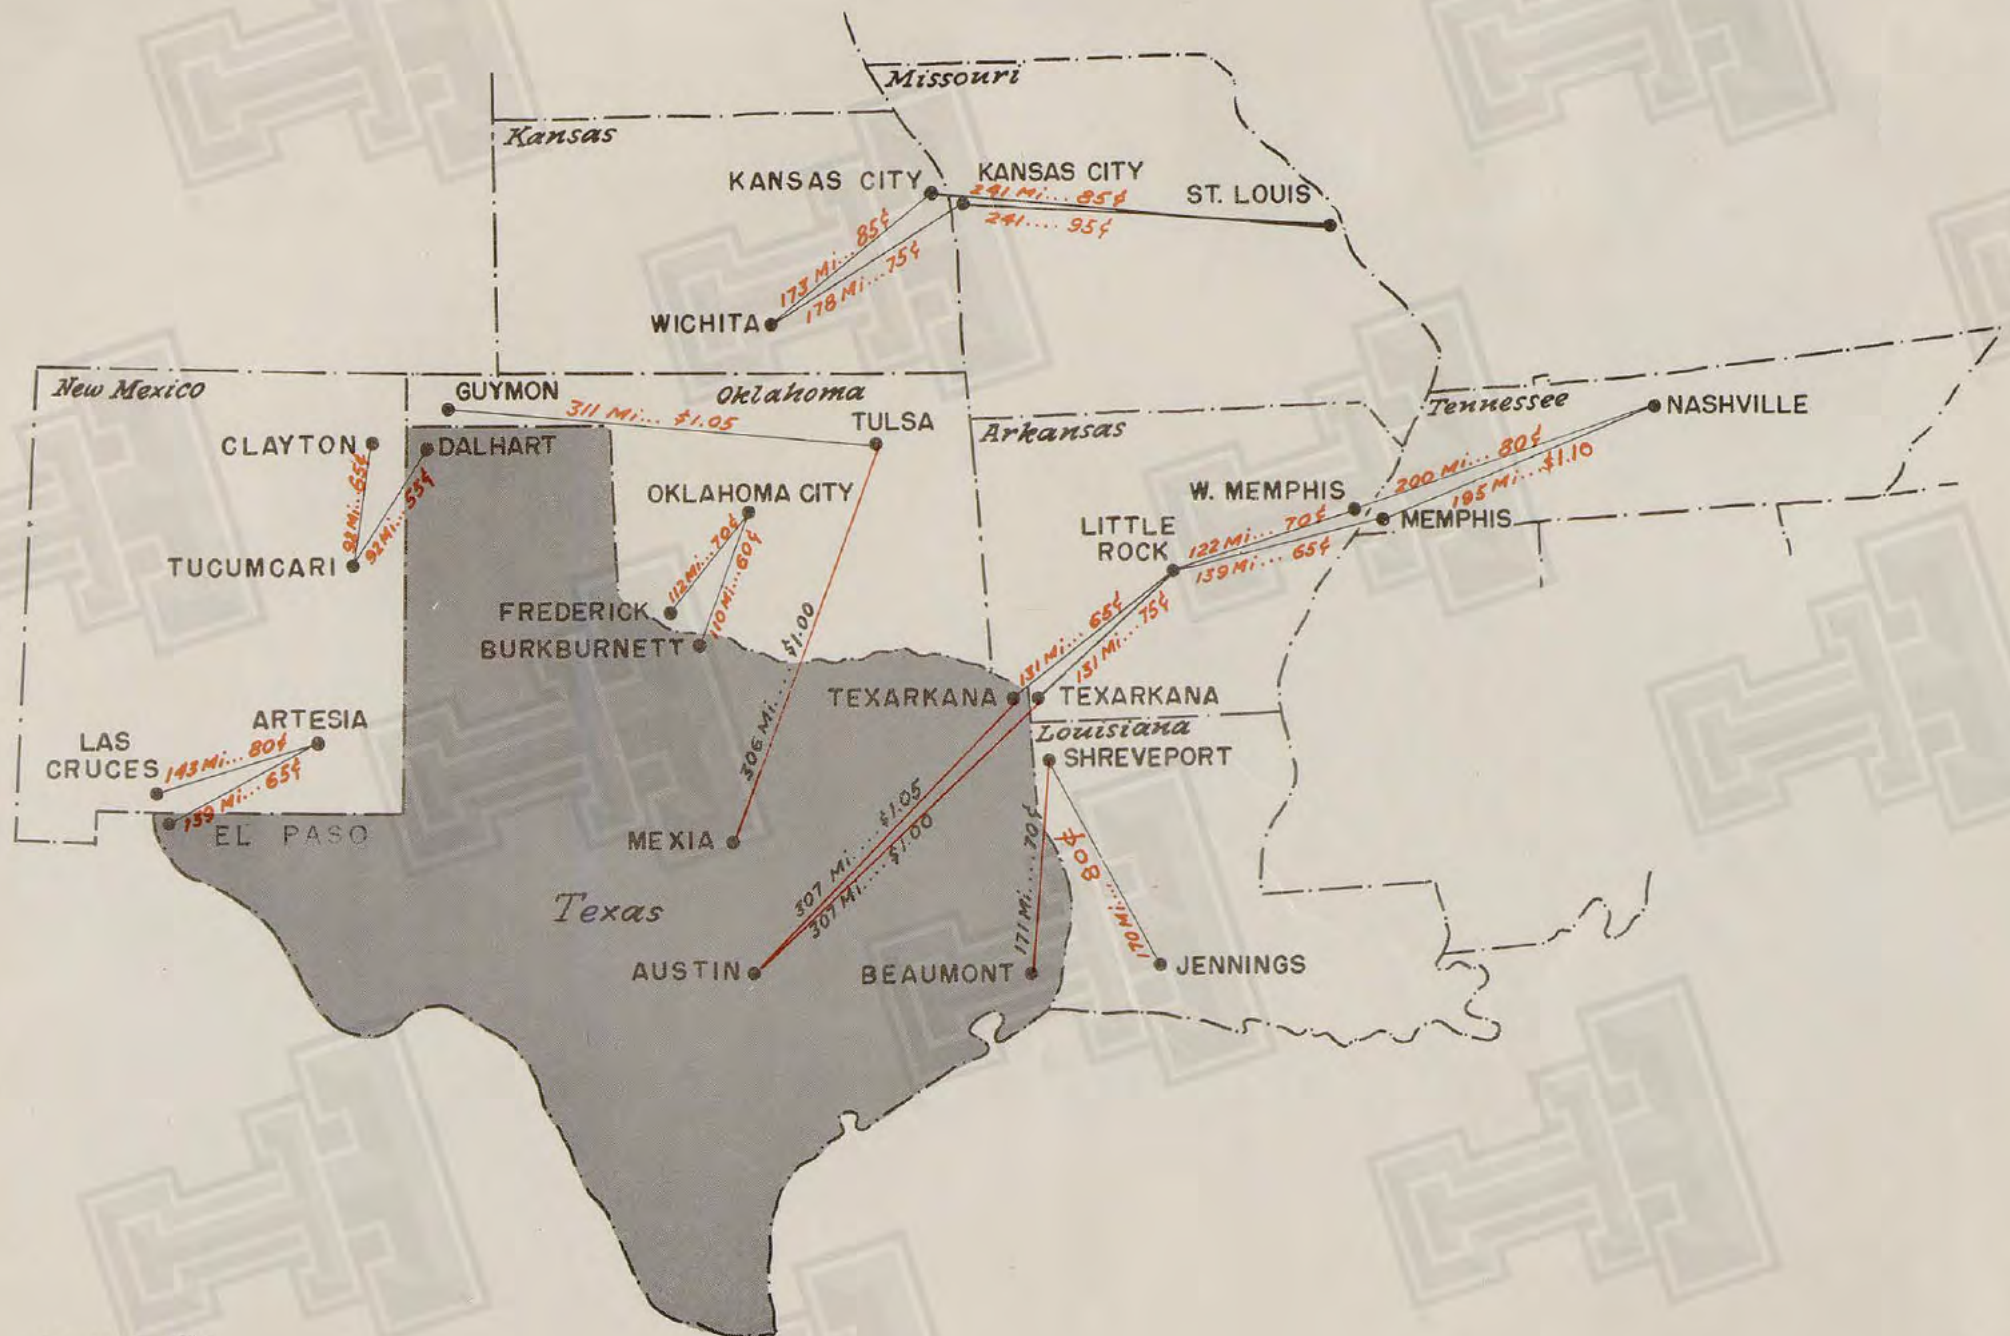 Missouri
Kansas
KANSAS CITY
KANSAS CITY
ST. LOUIS
241 Mi... 85¢
241.... 95¢
173 Mi... 85¢
178 Mi... 75¢
WICHITA
New Mexico
GUYMON
Oklahoma
311 Mi... $1.05
TULSA
CLAYTON
DALHART
92 Mi... 65¢
92 Mi... 55¢
TUCUMCARI
OKLAHOMA CITY
112 Mi... 70¢
110 Mi... 60¢
FREDERICK
BURKBURNETT
306 Mi.... $1.00
Arkansas
Tennessee
NASHVILLE
200 Mi... 80¢
195 Mi... $1.10
W. MEMPHIS
MEMPHIS
LITTLE
ROCK
122 Mi... 70¢
139 Mi... 65¢
131 Mi... 65¢
131 Mi... 75¢
TEXARKANA
TEXARKANA
Louisiana
SHREVEPORT
ARTESIA
LAS
CRUCES
143 Mi... 80¢
139 Mi... 65¢
EL PASO
MEXIA
307 Mi.... $1.05
307 Mi.... $1.00
171 Mi.... 70¢
170 Mi... 80¢
Texas
AUSTIN
BEAUMONT
JENNINGS